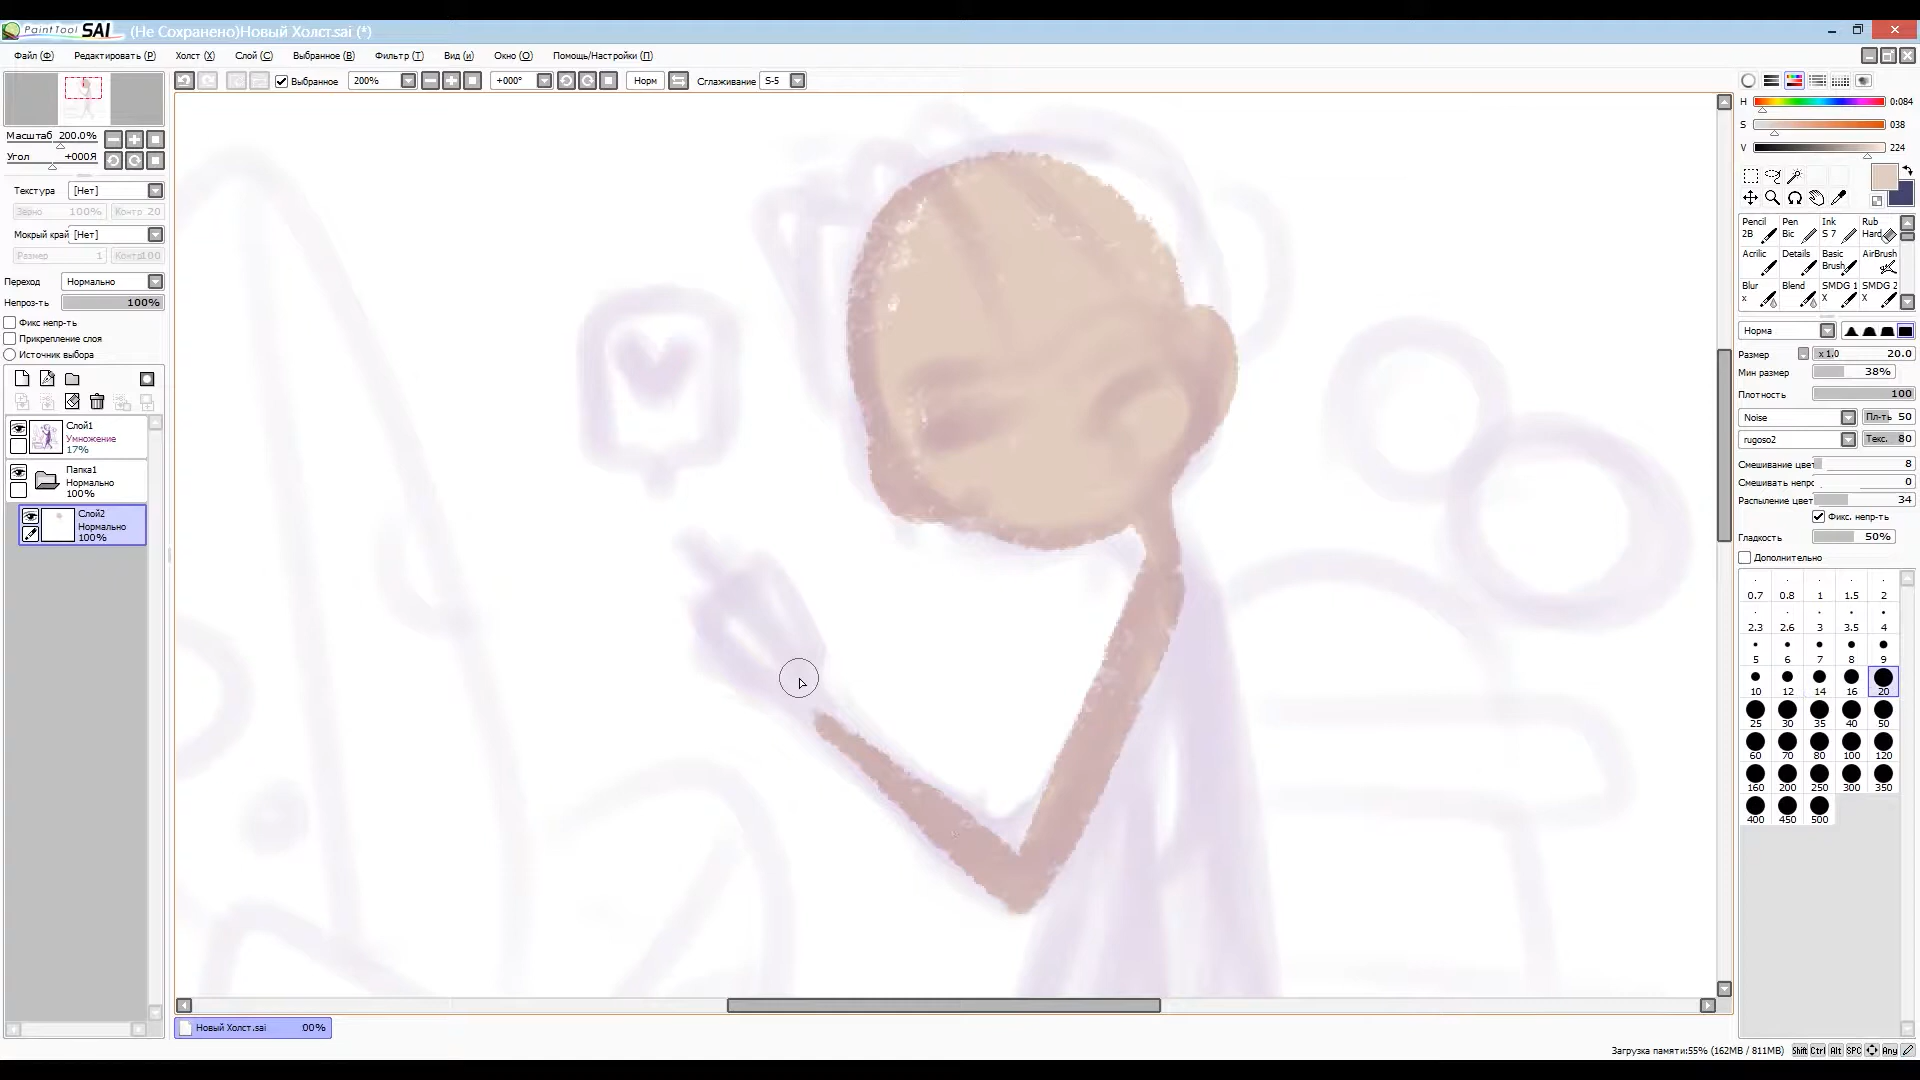 PaintTool SAI (Не Сохранено)Новый Холст.sai (*)
Файл (Ф) Редактировать (Р) Холст (Х) Слой (С) Выбранное (В) Фильтр (Т) Вид (и) Окно (О) Помощь/Настройки (П)
Выбранное 200% +000° Норм Сглаживание S-5
Масштаб 200.0%
Угол +000Я
Текстура [Нет]
Зерно 100% Контр 20
Мокрый край [Нет]
Размер 1 Контр 100
Переход Нормально
Непроз-ть 100%
Фикс непр-ть
Прикрепление слоя
Источник выбора
Слой1
Умножение
17%
Папка1
Нормально
100%
Слой2
Нормально
100%
H 0:084
S 038
V 224
Pencil 2B Pen Bic Ink S 7 Rub Hard
Acrilic Details Basic Brush AirBrush
Blur x Blend SMDG 1 X SMDG 2 X
Норма
Размер x 1.0 20.0
Мин размер 38%
Плотность 100
Noise Пл-ть 50
rugoso2 Текс. 80
Смешивание цвет 8
Смешивать непрс 0
Распыление цвет 34
Фикс. непр-ть
Гладкость 50%
Дополнительно
0.7 0.8 1 1.5 2
2.3 2.6 3 3.5 4
5 6 7 8 9
10 12 14 16 20
25 30 35 40 50
60 70 80 100 120
160 200 250 300 350
400 450 500
Новый Холст.sai 00%
Загрузка памяти:55% (162MB / 811MB) Shift Ctrl Alt SPC Any